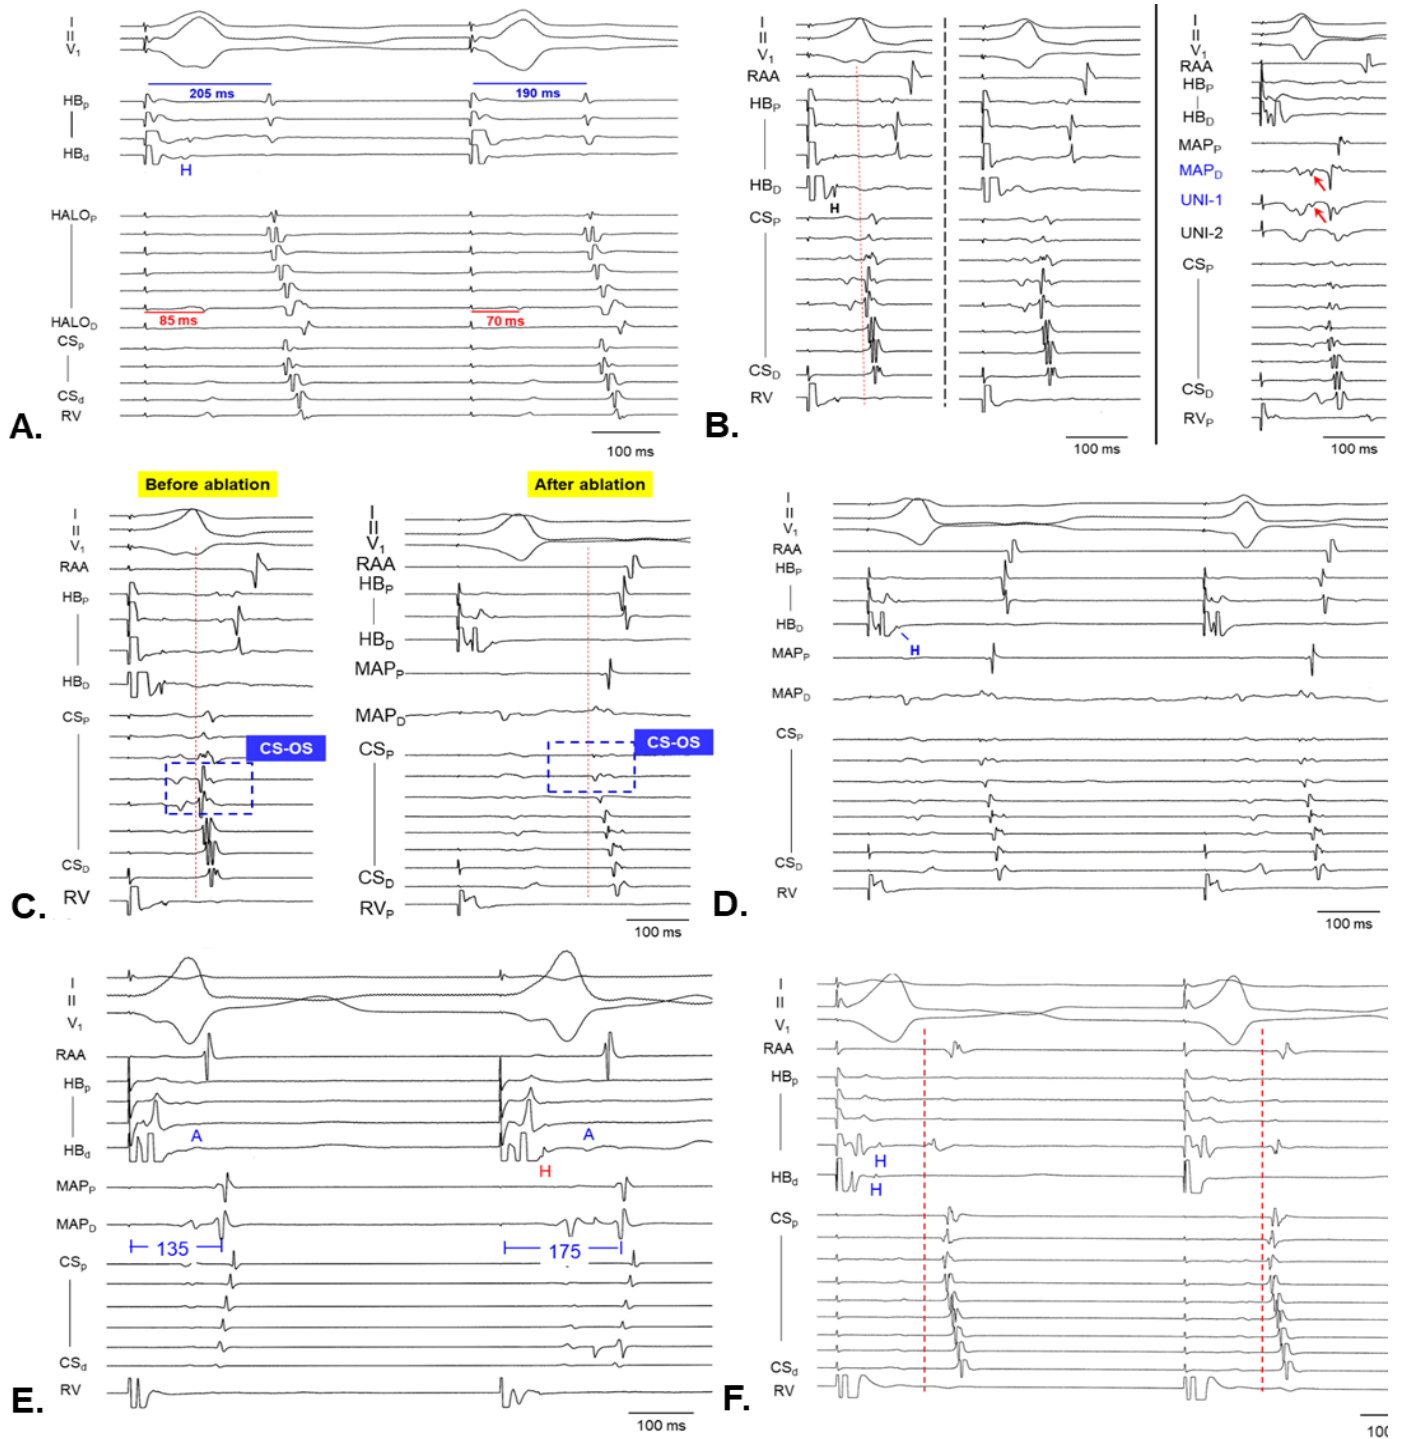 I
II
V1
205 ms
190 ms
HBp
HBd
H
HALOP
85 ms
70 ms
HALOD
CSp
CSd
RV
A.
100 ms
I
II
V1
RAA
HBP
HBD
H
CSP
CSD
RV
B.
100 ms
I
II
V1
RAA
HBP
HBD
MAPP
MAPD
UNI-1
UNI-2
CSP
CSD
RVP
100 ms
Before ablation
I
II
V1
RAA
HBP
HBD
CSP
CS-OS
CSD
RV
C.
After ablation
I
II
V1
RAA
HBP
HBD
MAPP
MAPD
CSP
CS-OS
CSD
RVP
100 ms
I
II
V1
RAA
HBP
HBD
H
MAPP
MAPD
CSP
CSD
RV
D.
100 ms
I
II
V1
RAA
HBp
HBd
A
A
H
MAPP
MAPD
135
175
CSp
CSd
RV
E.
100 ms
I
II
V1
RAA
HBp
H
HBd
H
CSp
CSd
RV
F.
100